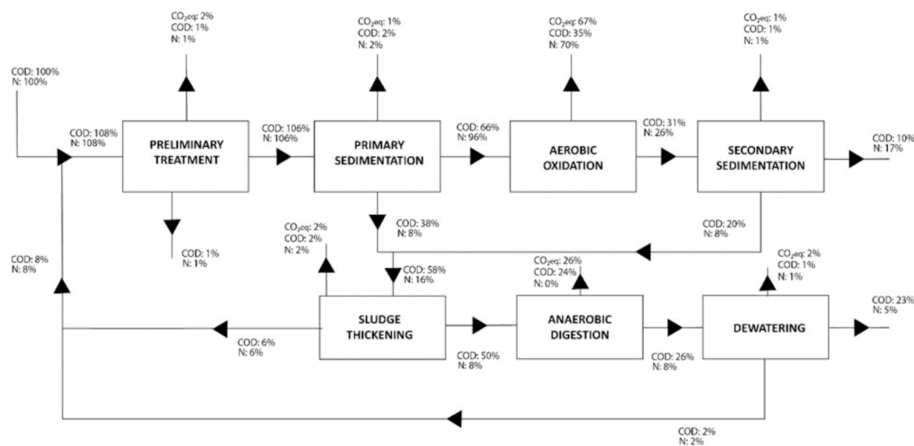 CO₂eq: 2%
COD: 1%
N: 1%
CO₂eq: 1%
COD: 2%
N: 2%
CO₂eq: 67%
COD: 35%
N: 70%
CO₂eq: 1%
COD: 1%
N: 1%
COD: 100%
N: 100%
COD: 108%
N: 108%
PRELIMINARY
TREATMENT
COD: 106%
N: 106%
PRIMARY
SEDIMENTATION
COD: 66%
N: 96%
AEROBIC
OXIDATION
COD: 31%
N: 26%
SECONDARY
SEDIMENTATION
COD: 10%
N: 17%
COD: 1%
N: 1%
COD: 38%
N: 8%
COD: 20%
N: 8%
COD: 8%
N: 8%
CO₂eq: 2%
COD: 2%
N: 2%
COD: 58%
N: 16%
CO₂eq: 26%
COD: 24%
N: 0%
CO₂eq: 2%
COD: 1%
N: 1%
SLUDGE
THICKENING
ANAEROBIC
DIGESTION
DEWATERING
COD: 23%
N: 5%
COD: 6%
N: 6%
COD: 50%
N: 8%
COD: 26%
N: 8%
COD: 2%
N: 2%